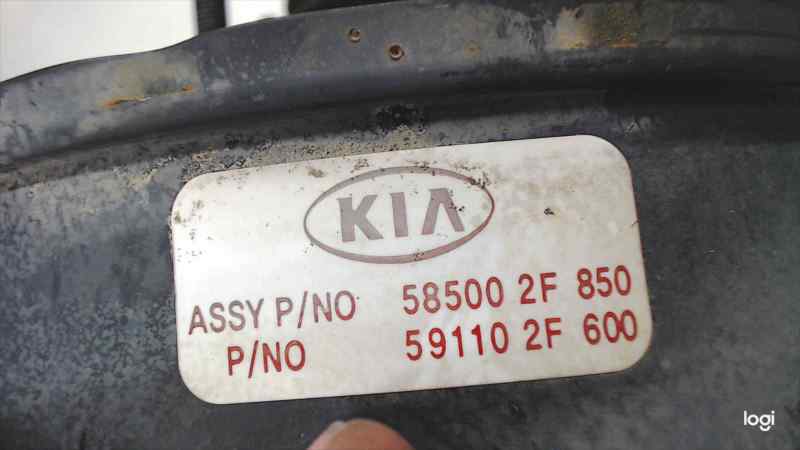 KIA
ASSY P/NO 58500 2F 850
P/NO 59110 2F 600
logi